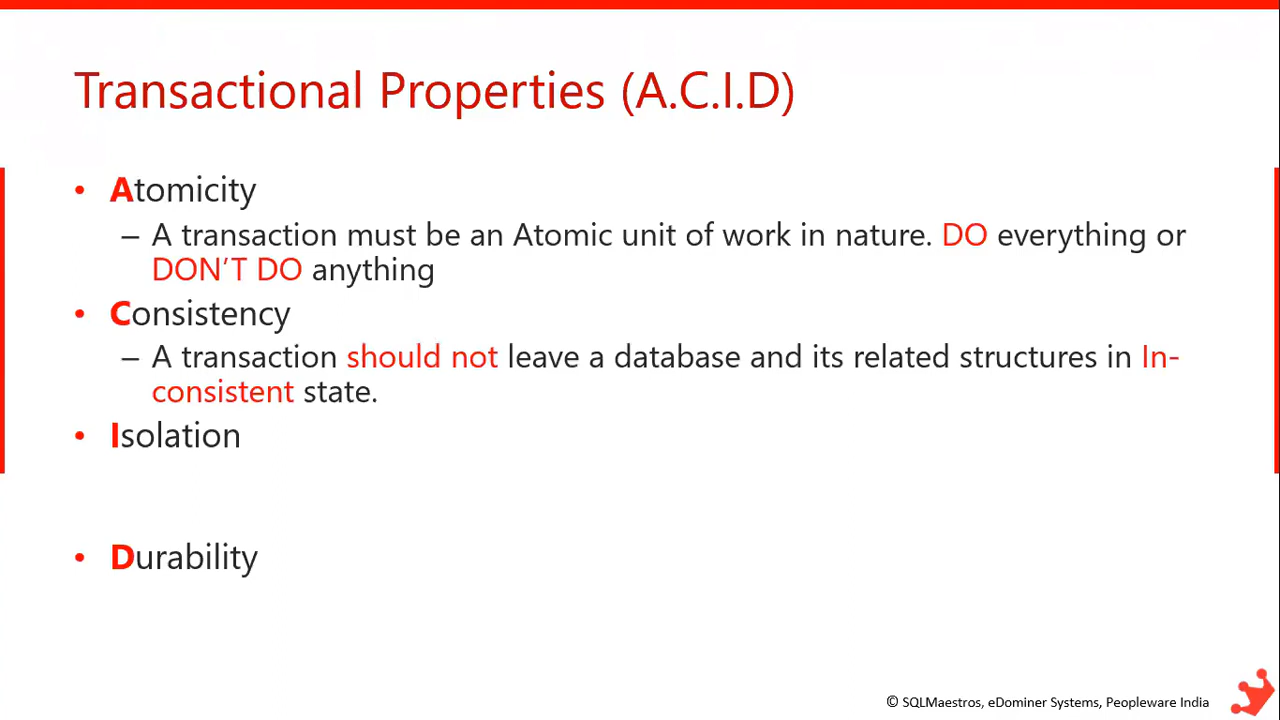 Transactional Properties (A.C.I.D)
• Atomicity
– A transaction must be an Atomic unit of work in nature. DO everything or
DON'T DO anything
• Consistency
– A transaction should not leave a database and its related structures in In-
consistent state.
• Isolation
• Durability
© SQLMaestros, eDominer Systems, Peopleware India